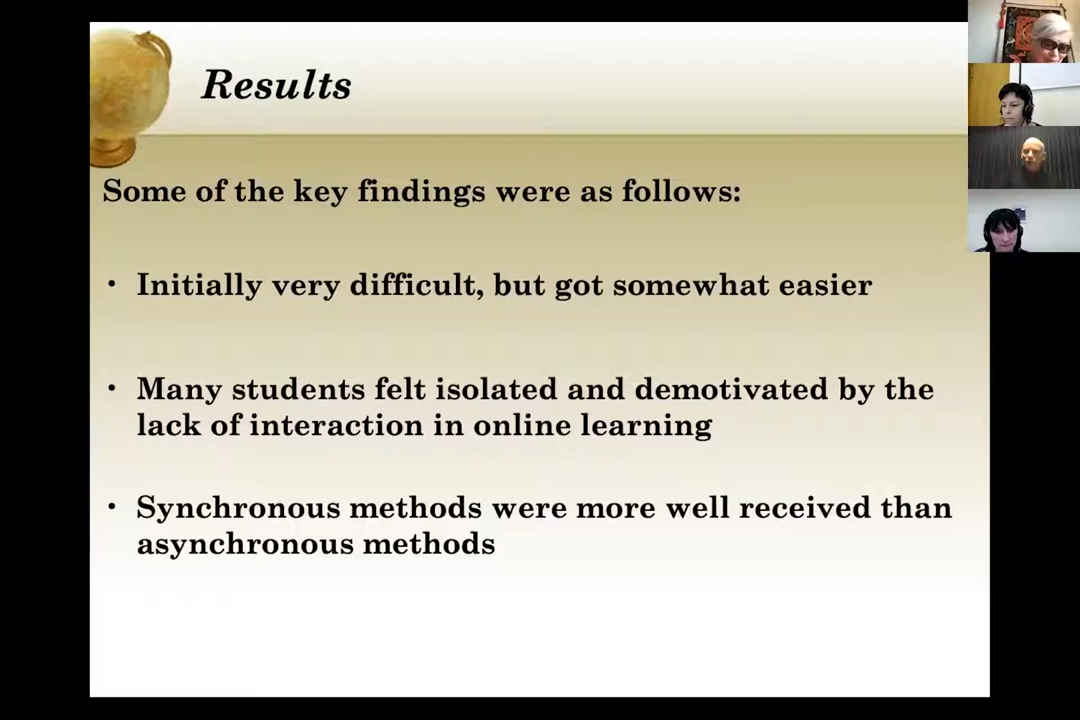 Results
Some of the key findings were as follows:
• Initially very difficult, but got somewhat easier
• Many students felt isolated and demotivated by the
lack of interaction in online learning
• Synchronous methods were more well received than
asynchronous methods